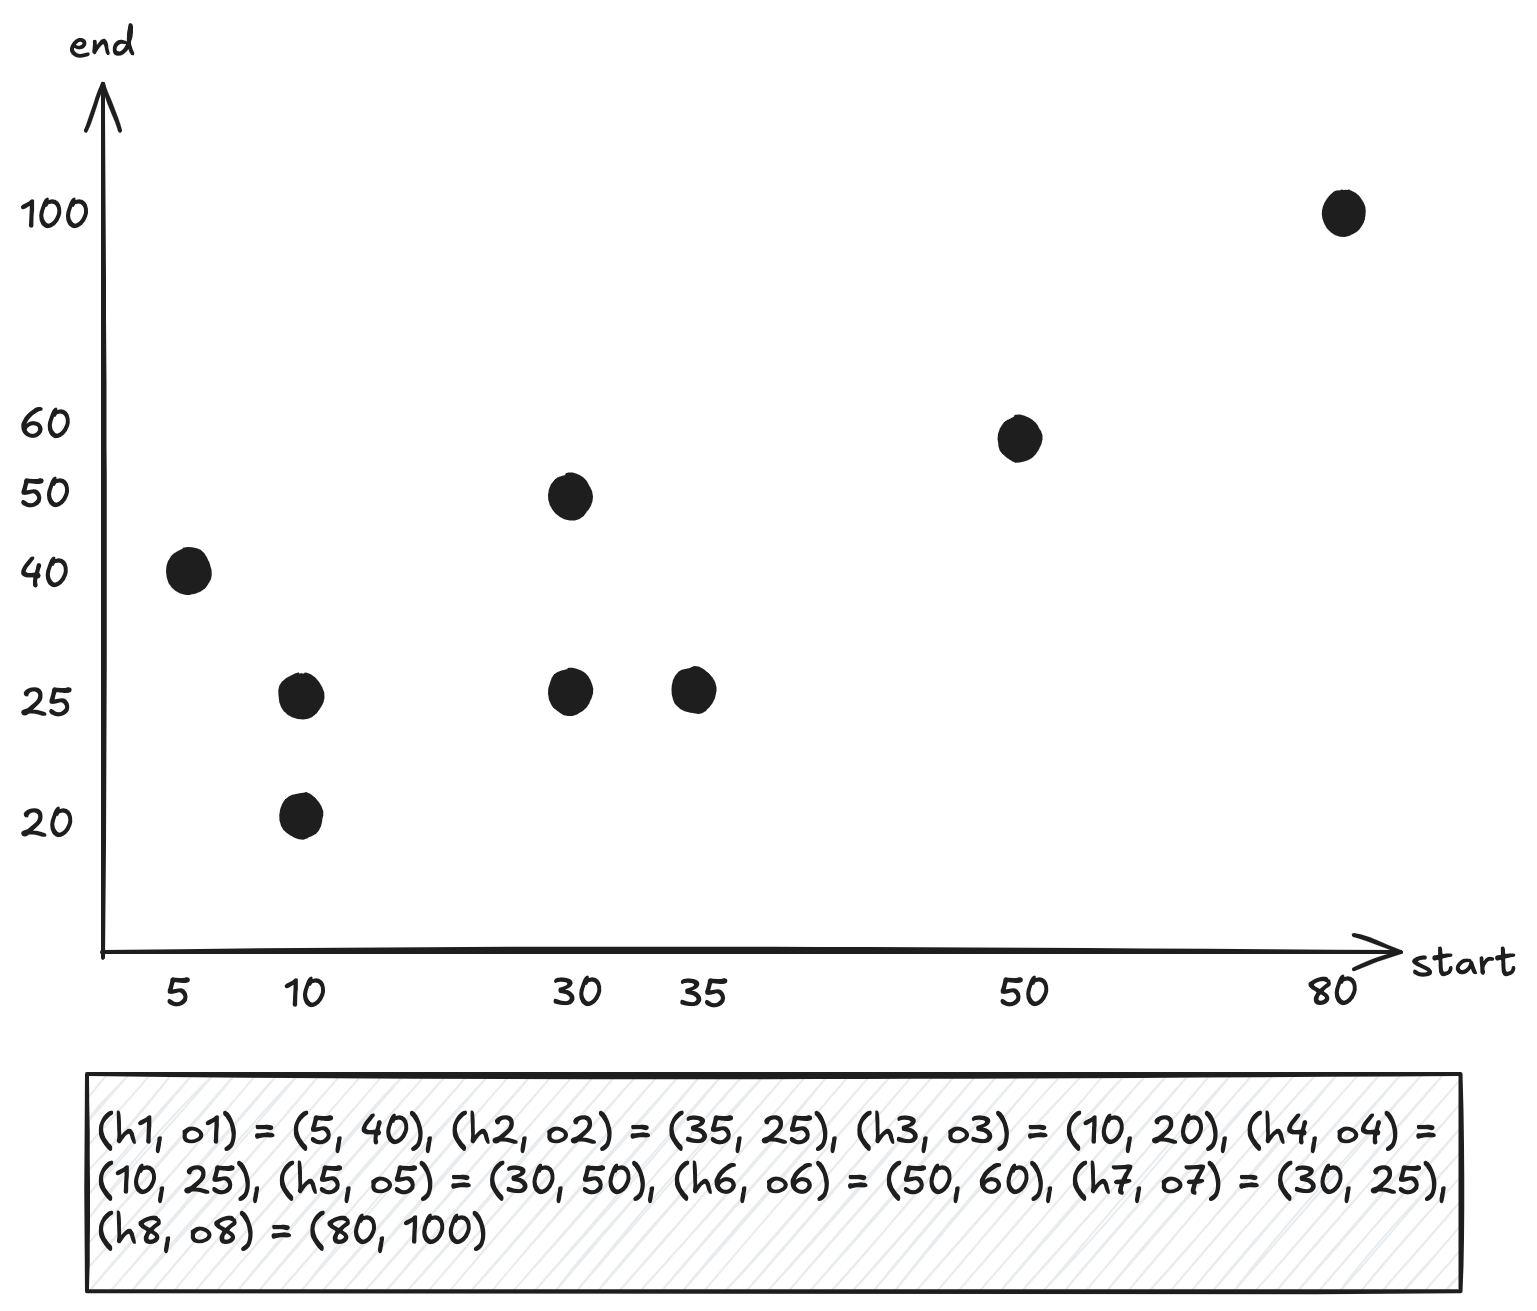 end
100
60
50
40
25
20
start
5 10 30 35 50 80
(h1, o1) = (5, 40), (h2, o2) = (35, 25), (h3, o3) = (10, 20), (h4, o4) =
(10, 25), (h5, o5) = (30, 50), (h6, o6) = (50, 60), (h7, o7) = (30, 25),
(h8, o8) = (80, 100)